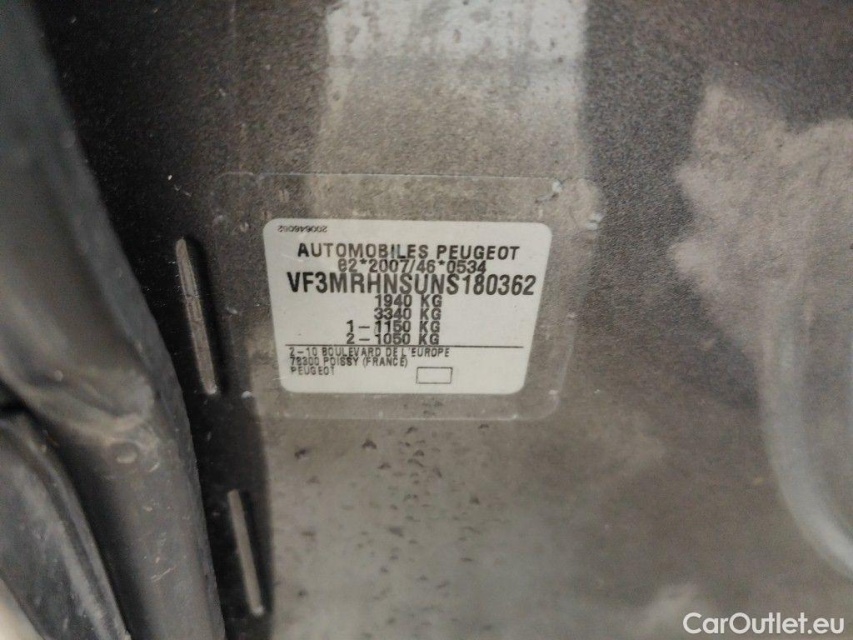 200646062
AUTOMOBILES PEUGEOT
e2*2007/46*0534
VF3MRHNSUNS180362
1940 KG
3340 KG
1-1150 KG
2-1050 KG
2-10 BOULEVARD DE L'EUROPE
78300 POISSY (FRANCE)
PEUGEOT
CarOutlet.eu